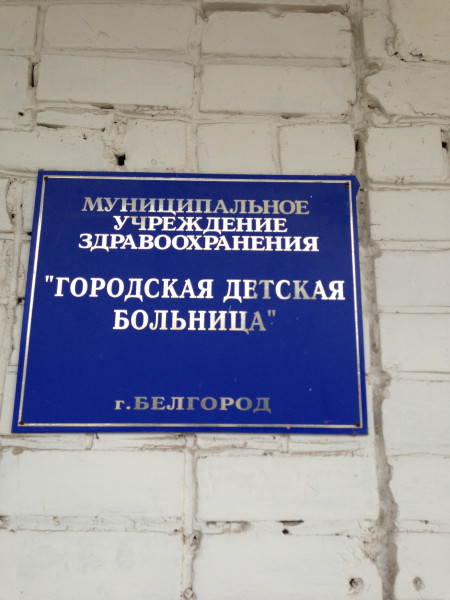 МУНИЦИПАЛЬНОЕ
УЧРЕЖДЕНИЕ
ЗДРАВООХРАНЕНИЯ
"ГОРОДСКАЯ ДЕТСКАЯ
БОЛЬНИЦА"
г. БЕЛГОРОД